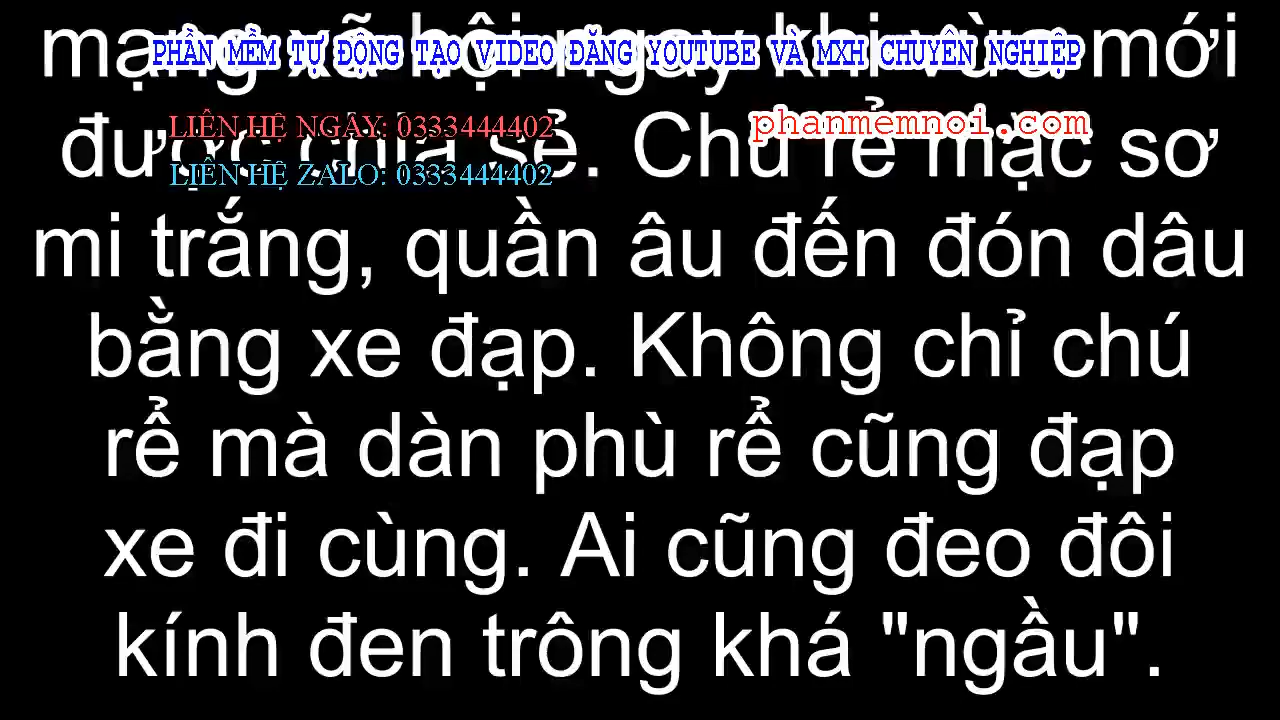 mạng xã hội ngay khi vừa mới
PHẦN MỀM TỰ ĐỘNG TẠO VIDEO ĐĂNG YOUTUBE VÀ MXH CHUYÊN NGHIỆP
được chia sẻ. Chú rể mặc sơ
LIÊN HỆ NGAY: 0333444402
phanmemnoi.com
LIÊN HỆ ZALO: 0333444402
mi trắng, quần âu đến đón dâu
bằng xe đạp. Không chỉ chú
rể mà dàn phù rể cũng đạp
xe đi cùng. Ai cũng đeo đôi
kính đen trông khá "ngầu".